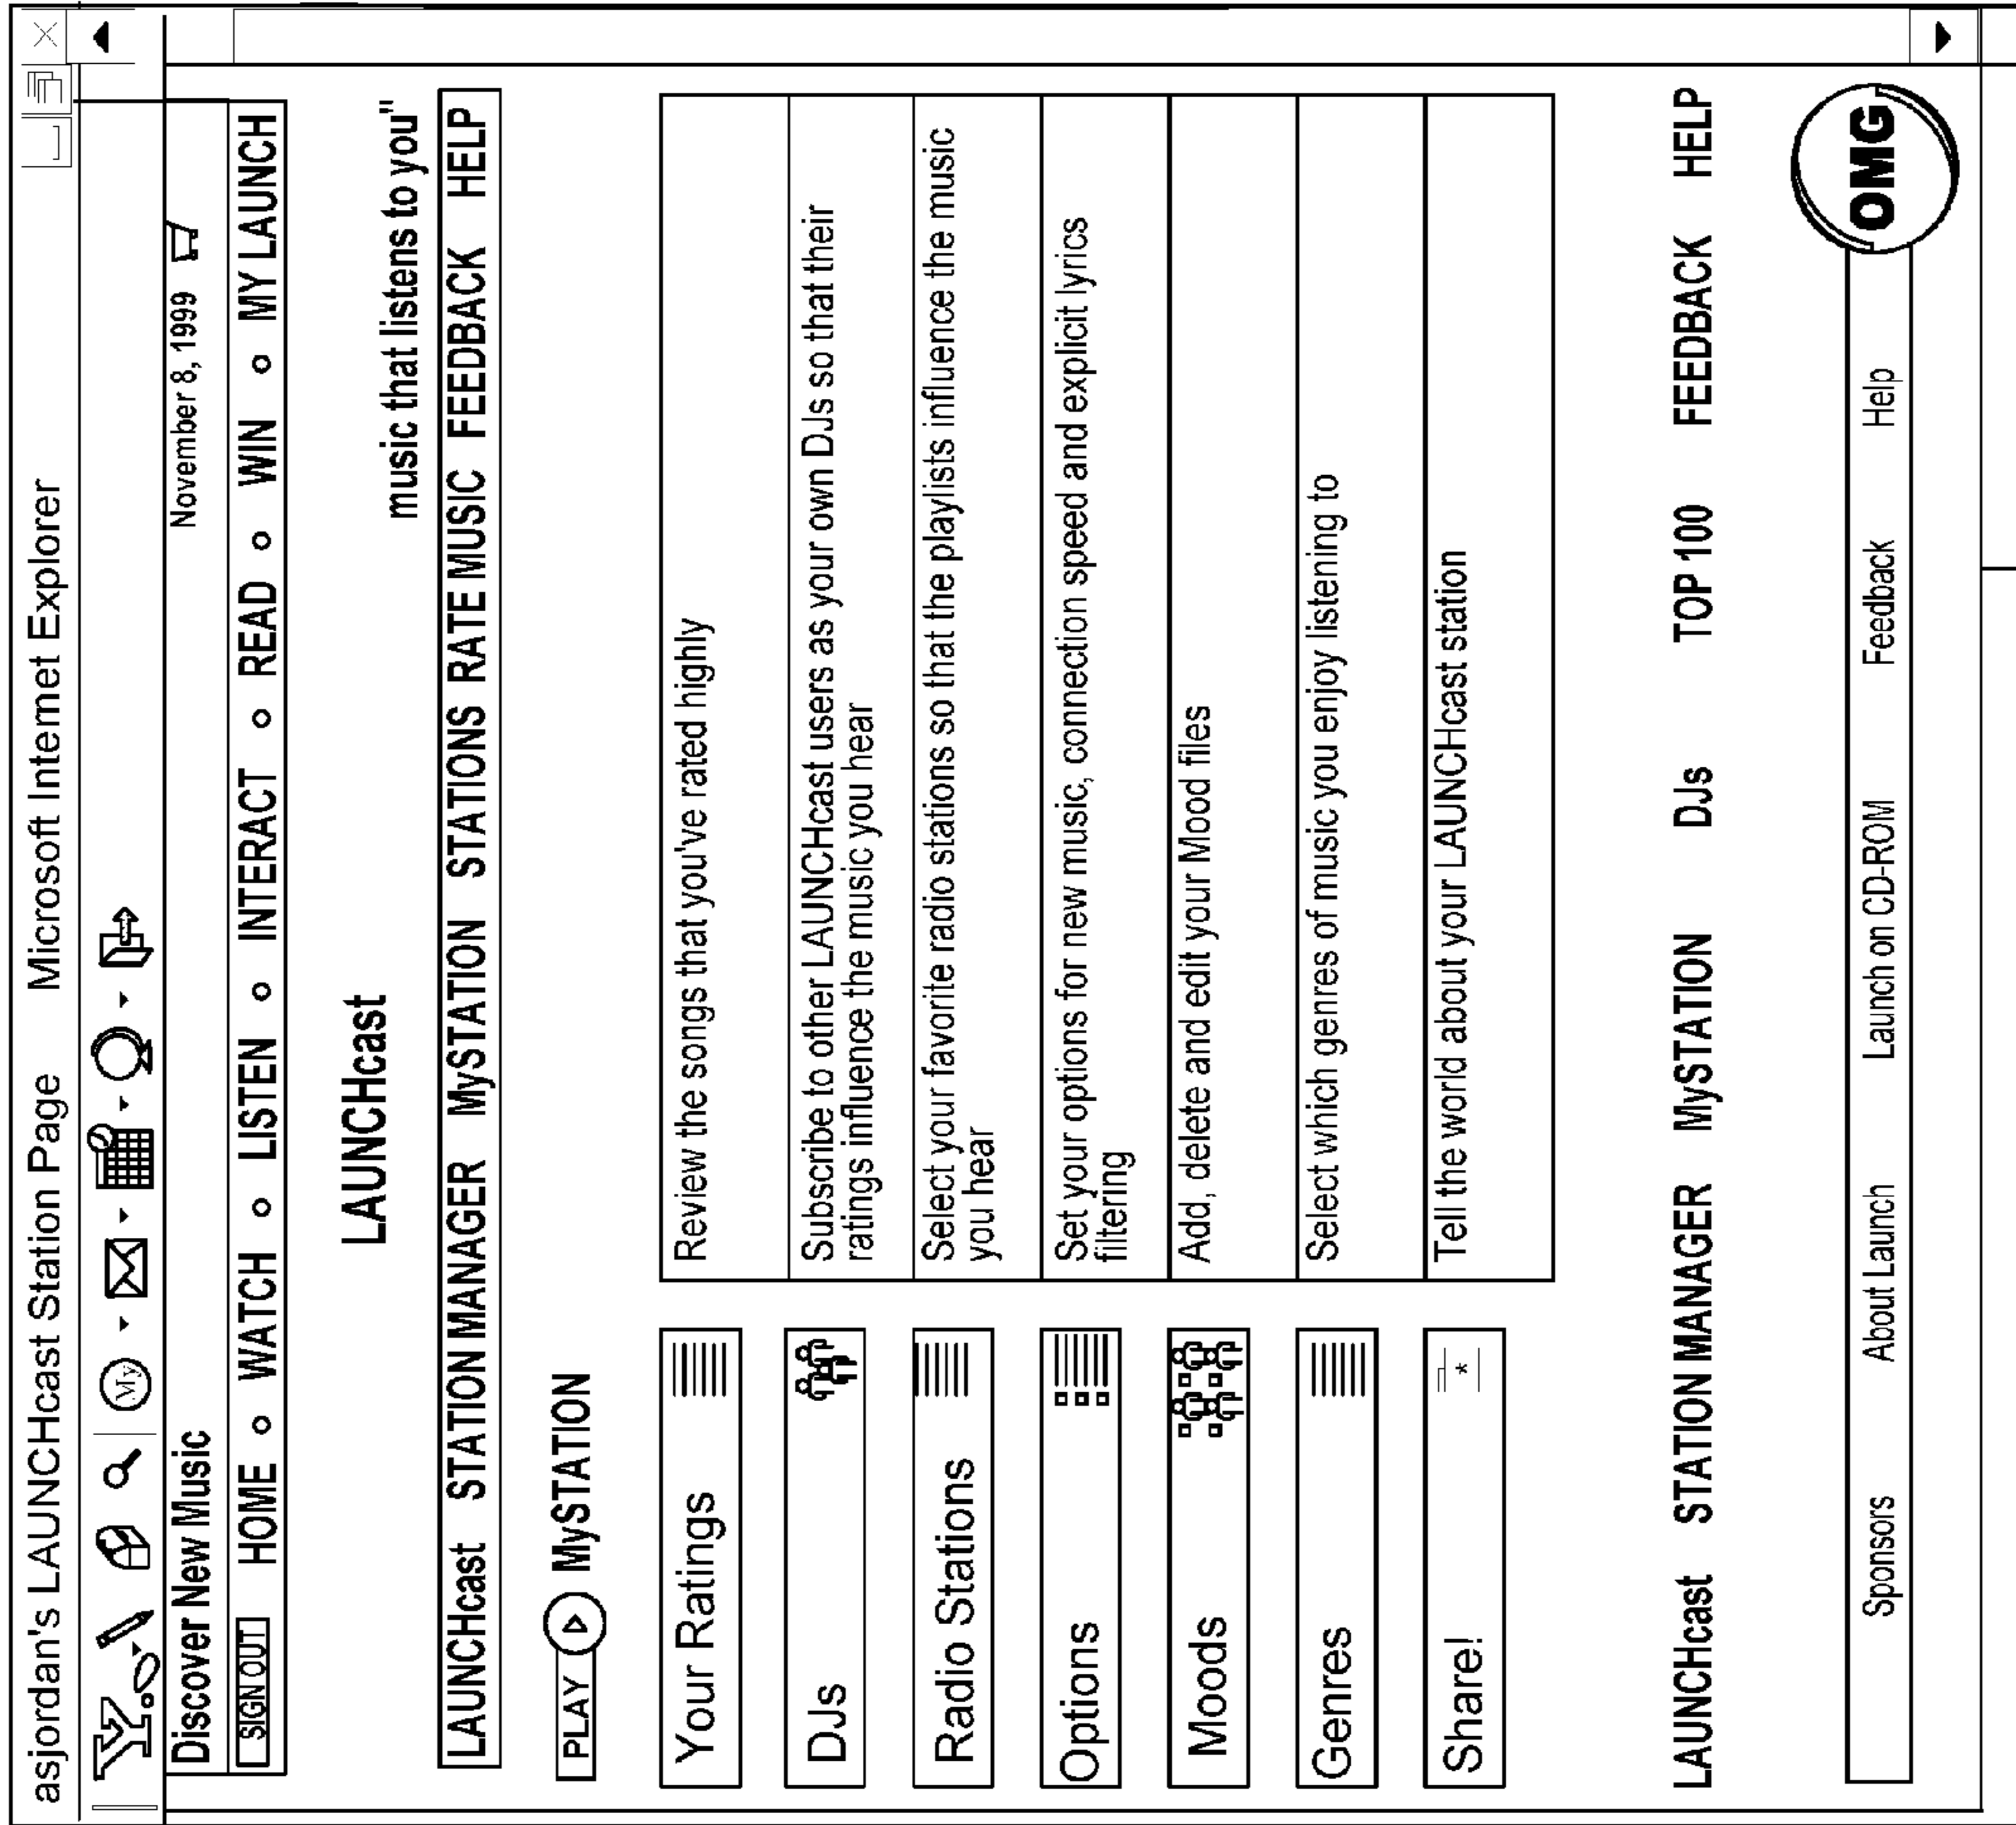 asjordan's LAUNCHcast Station Page Microsoft Internet Explorer
Y. My
Discover New Music November 8, 1999
SIGN OUT HOME o WATCH o LISTEN o INTERACT o READ o WIN o MY LAUNCH
LAUNCHcast
music that listens to you"
LAUNCHcast STATION MANAGER MySTATION STATIONS RATE MUSIC FEEDBACK HELP
PLAY MySTATION
Your Ratings Review the songs that you've rated highly
DJs Subscribe to other LAUNCHcast users as your own DJs so that their
ratings influence the music you hear
Radio Stations Select your favorite radio stations so that the playlists influence the music
you hear
Options Set your options for new music, connection speed and explicit lyrics
filtering
Moods Add, delete and edit your Mood files
Genres Select which genres of music you enjoy listening to
Share! Tell the world about your LAUNCHcast station
LAUNCHcast STATION MANAGER MySTATION DJs TOP 100 FEEDBACK HELP
Sponsors About Launch Launch on CD-ROM Feedback Help OMG